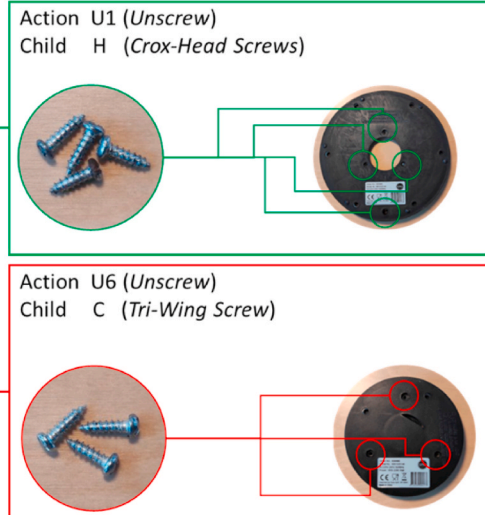 Action U1 (Unscrew)
Child H (Crox-Head Screws)
Action U6 (Unscrew)
Child C (Tri-Wing Screw)